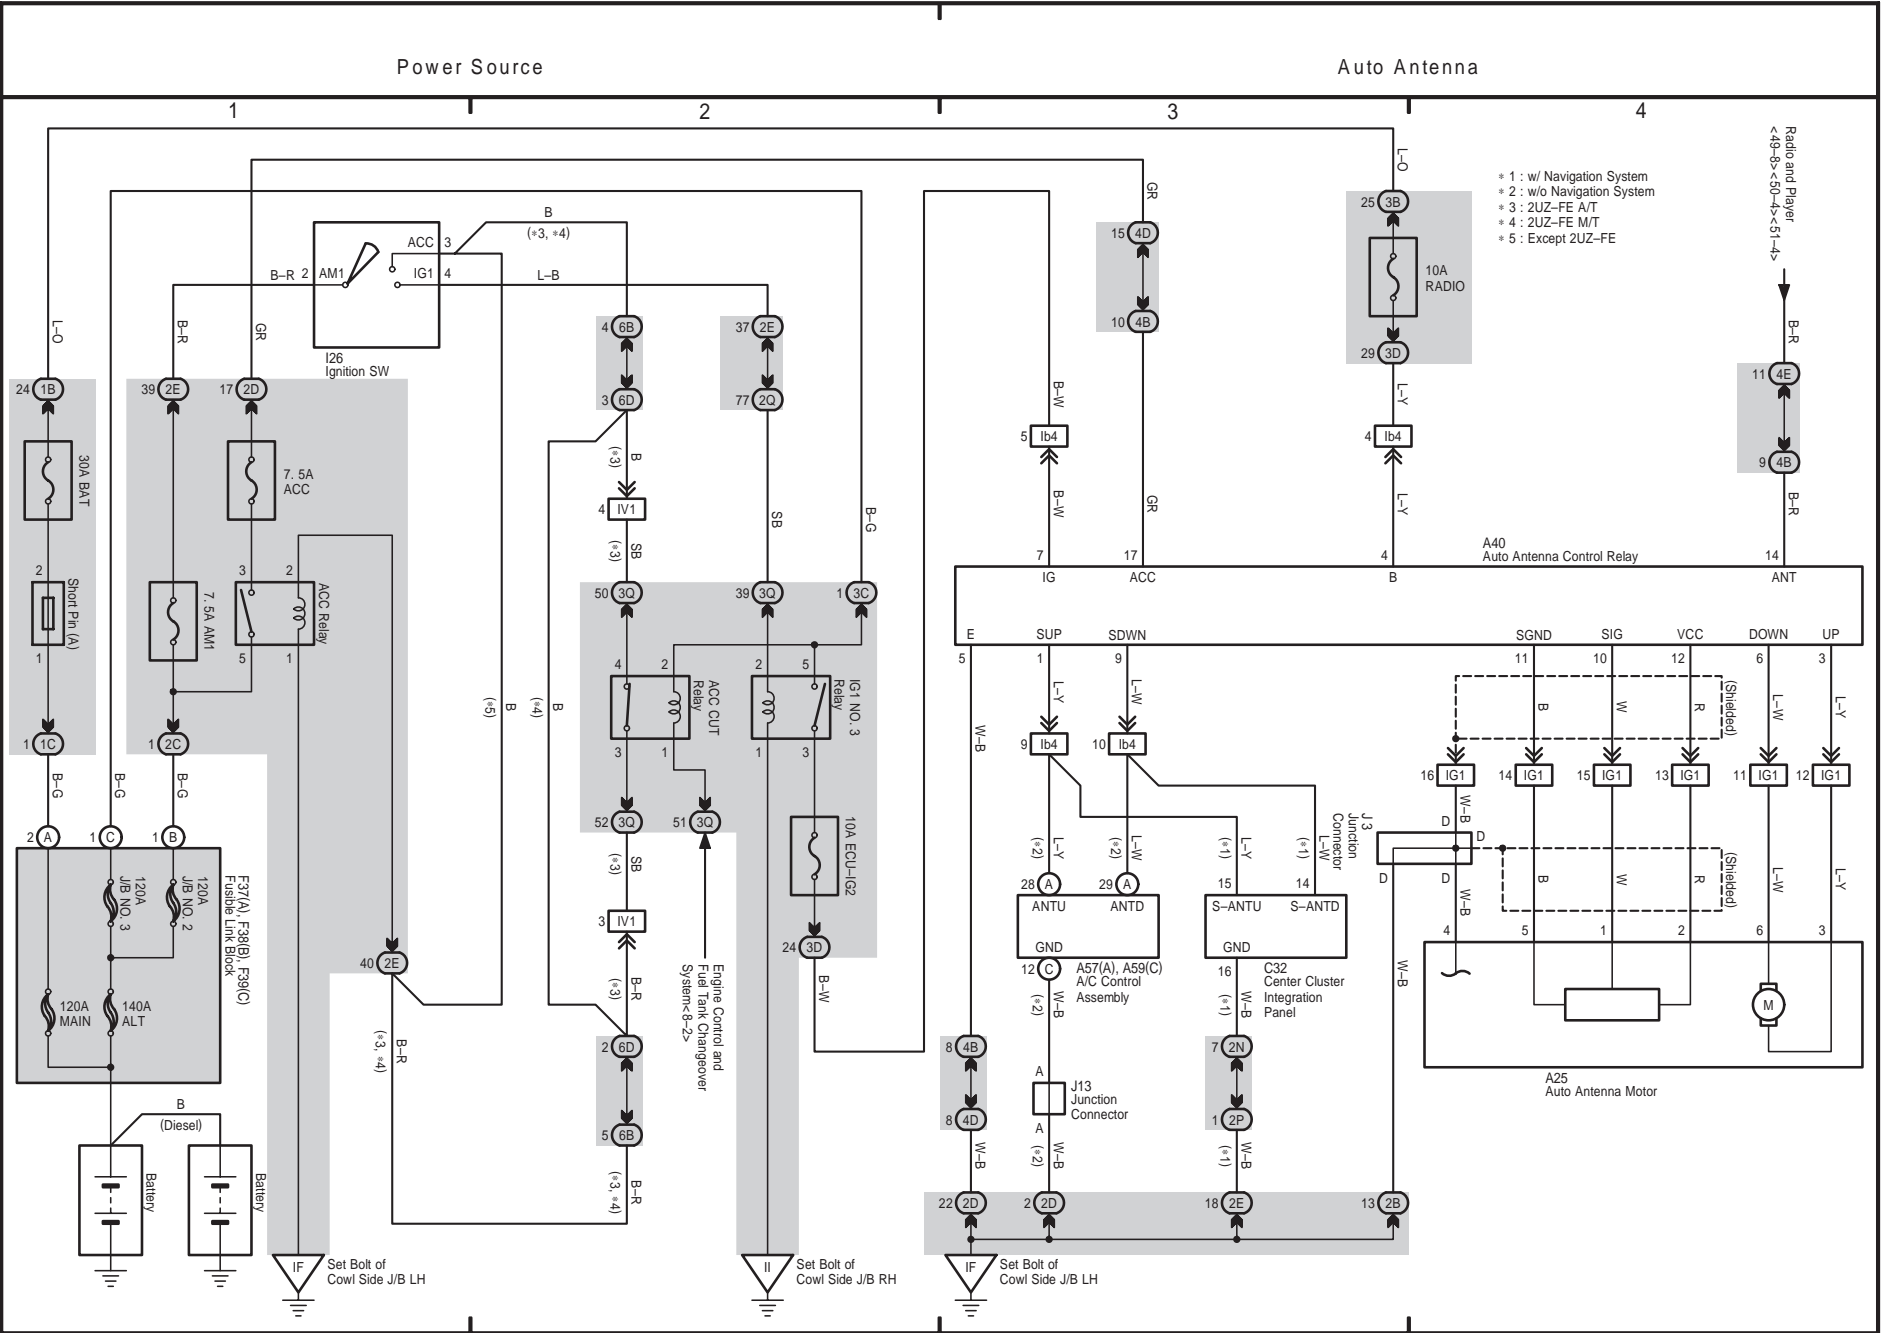 Power Source
Auto Antenna
1
2
3
4
L–O
GR
L–O
∗ 1 : w/ Navigation System
∗ 2 : w/o Navigation System
∗ 3 : 2UZ–FE A/T
∗ 4 : 2UZ–FE M/T
∗ 5 : Except 2UZ–FE
Radio and Player
<49–8><50–4><51–4>
25 3B
10A
RADIO
29 3D
L–Y
4 Ib4
L–Y
15 4D
10 4B
GR
B–R
11 4E
9 4B
B–R
B
(∗3, ∗4)
ACC 3
B–R 2 AM1
IG1 4
L–B
I26
Ignition SW
B–R
GR
4 6B
3 6D
37 2E
77 2Q
B–W
5 Ib4
B–W
24 1B
39 2E
17 2D
30A BAT
7. 5A
ACC
B
(∗3)
4 IV1
SB
(∗3)
SB
B–G
2
Short Pin (A)
1
7. 5A AM1
3
2
ACC Relay
5
1
50 3Q
39 3Q
1 3C
7
17
4
A40
Auto Antenna Control Relay
14
IG
ACC
B
ANT
E
SUP
SDWN
SGND
SIG
VCC
DOWN
UP
5
1
9
11
10
12
6
3
4
2
2
5
ACC CUT
Relay
IG1 NO. 3
Relay
3
1
1
3
B
(∗5)
B
(∗4)
W–B
L–Y
L–W
B
W
R
(Shielded)
L–W
L–Y
1 1C
1 2C
9 Ib4
10 Ib4
16 IG1
14 IG1
15 IG1
13 IG1
11 IG1
12 IG1
B–G
B–G
B–G
2 A
1 C
1 B
52 3Q
51 3Q
10A ECU–IG2
W–B
D
D
J 3
Junction
Connector
D
D
120A
J/B NO. 3
120A
J/B NO. 2
F37(A), F38(B), F39(C)
Fusible Link Block
SB
(∗3)
3 IV1
L–Y
(∗2)
L–W
(∗2)
L–Y
(∗1)
L–W
(∗1)
28 A
29 A
15
14
ANTU
ANTD
S–ANTU
S–ANTD
GND
GND
12 C
A57(A), A59(C)
A/C Control
Assembly
16
C32
Center Cluster
Integration
Panel
W–B
B
W
R
(Shielded)
L–W
L–Y
4
5
1
2
6
3
24 3D
40 2E
120A
MAIN
140A
ALT
B–R
(∗3)
Engine Control and
Fuel Tank Changeover
System<8–2>
B–W
W–B
(∗2)
W–B
(∗1)
W–B
M
B–R
(∗3, ∗4)
2 6D
5 6B
8 4B
8 4D
A
J13
Junction
Connector
A
7 2N
1 2P
A25
Auto Antenna Motor
B
(Diesel)
Battery
Battery
B–R
(∗3, ∗4)
W–B
W–B
(∗2)
W–B
(∗1)
22 2D
2 2D
18 2E
13 2B
IF
Set Bolt of
Cowl Side J/B LH
II
Set Bolt of
Cowl Side J/B RH
IF
Set Bolt of
Cowl Side J/B LH